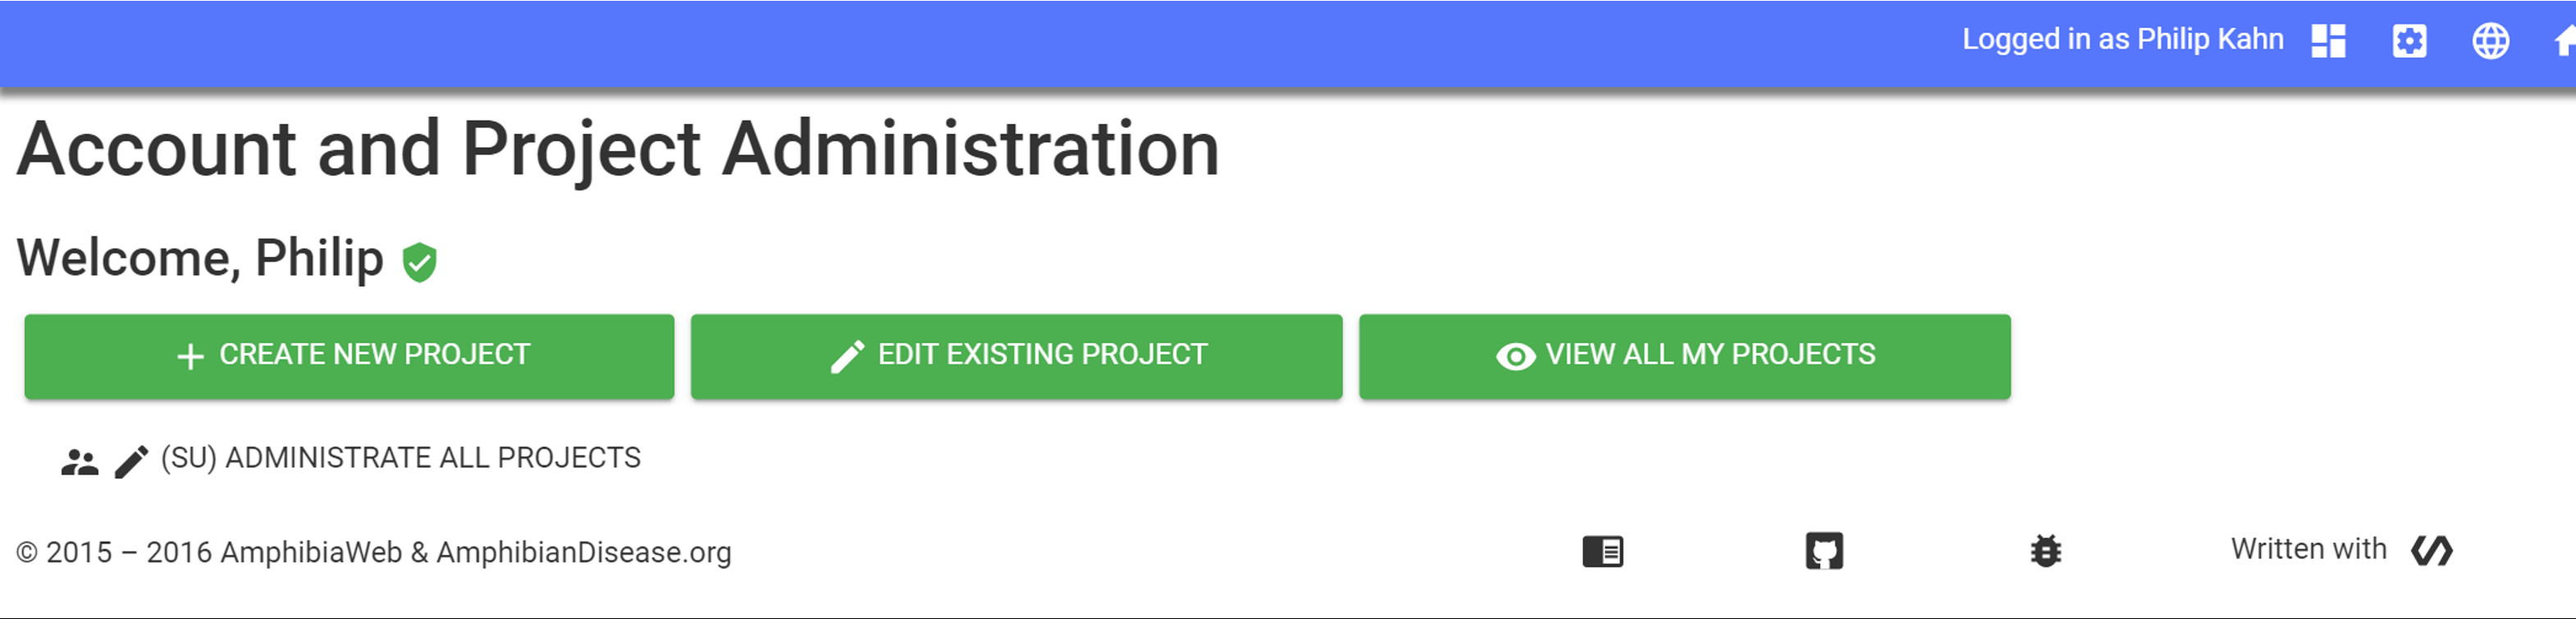 Logged in as Philip Kahn
Account and Project Administration
Welcome, Philip
CREATE NEW PROJECT
EDIT EXISTING PROJECT
VIEW ALL MY PROJECTS
(SU) ADMINISTRATE ALL PROJECTS
© 2015 – 2016 AmphibiaWeb & AmphibianDisease.org
Written with